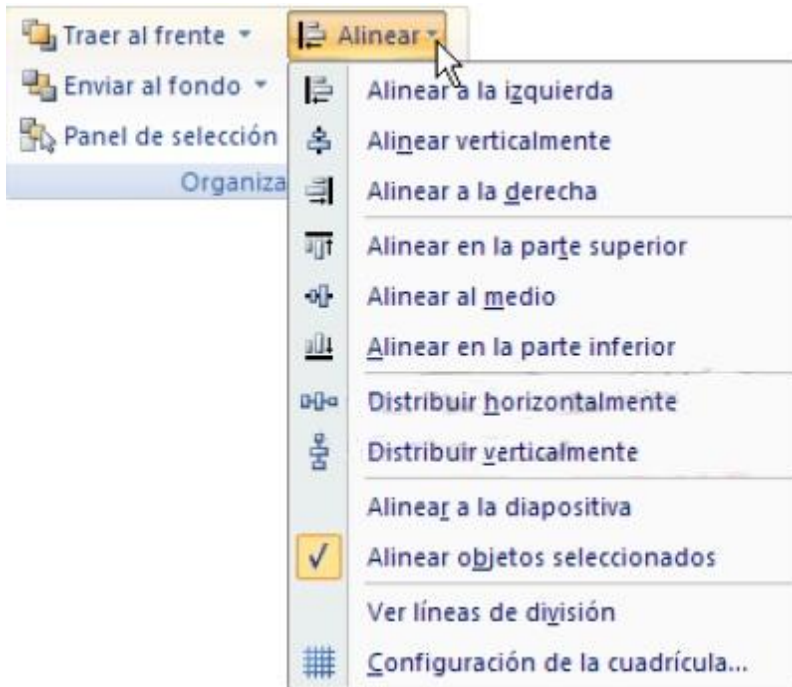 Traer al frente
Alinear
Enviar al fondo
Panel de selección
Organiza
Alinear a la izquierda
Alinear verticalmente
Alinear a la derecha
Alinear en la parte superior
Alinear al medio
Alinear en la parte inferior
Distribuir horizontalmente
Distribuir verticalmente
Alinear a la diapositiva
Alinear objetos seleccionados
Ver líneas de división
Configuración de la cuadrícula...